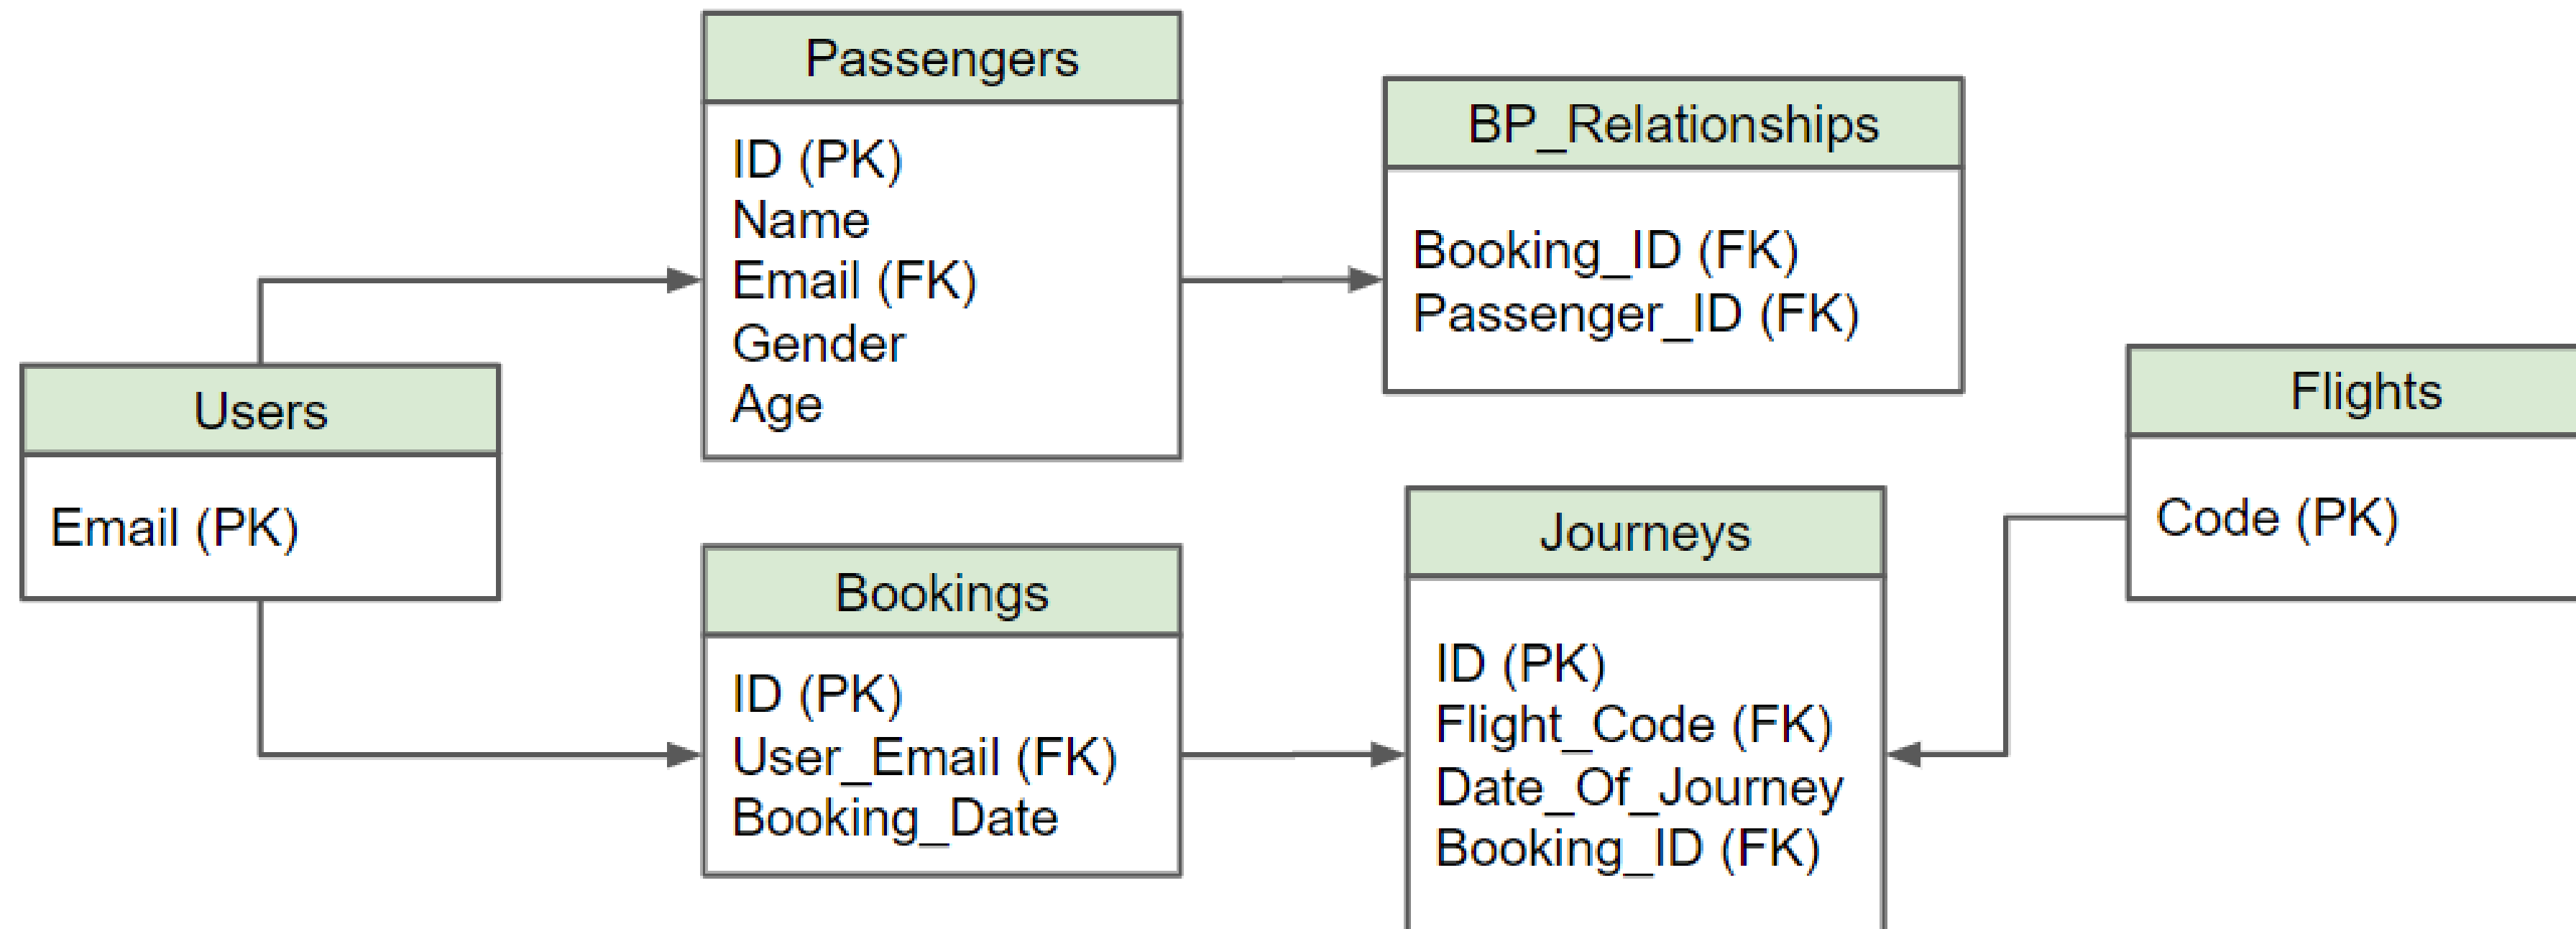 Passengers
ID (PK)
Name
Email (FK)
Gender
Age
BP_Relationships
Booking_ID (FK)
Passenger_ID (FK)
Users
Email (PK)
Flights
Code (PK)
Bookings
ID (PK)
User_Email (FK)
Booking_Date
Journeys
ID (PK)
Flight_Code (FK)
Date_Of_Journey
Booking_ID (FK)